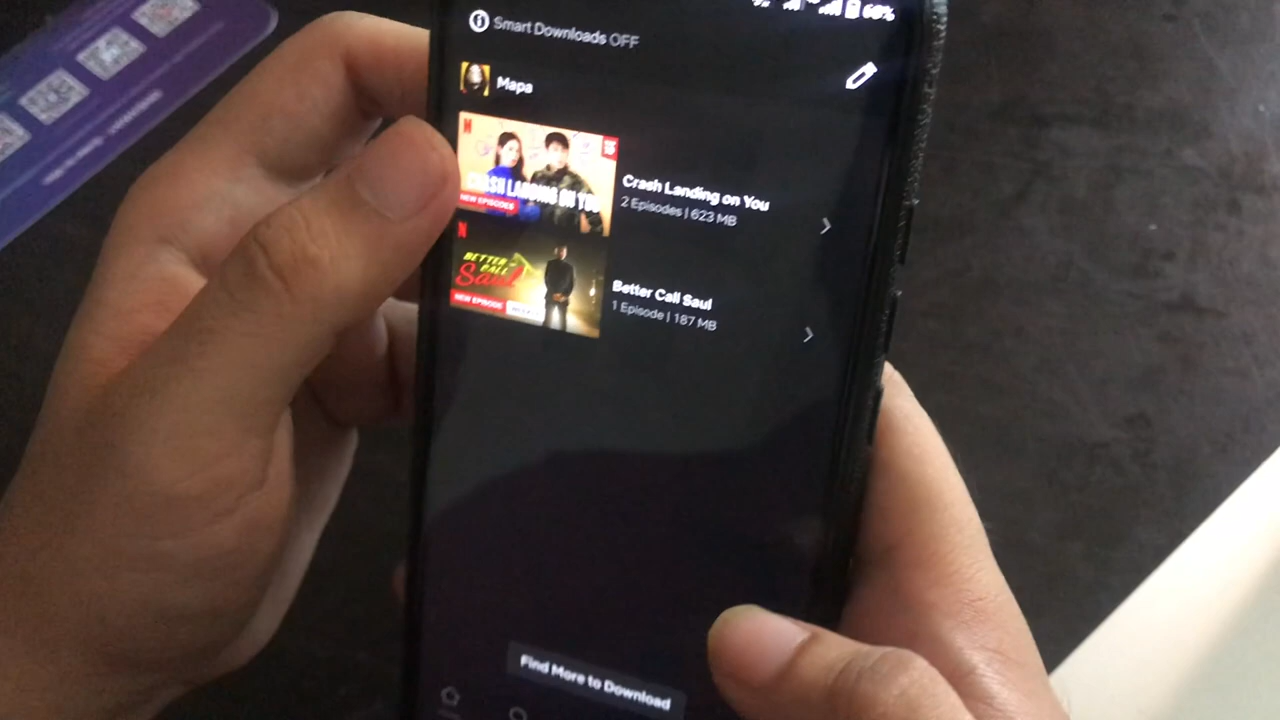 68%
Smart Downloads OFF
Mapa
CRASH LANDING ON YOU
NEW EPISODES
Crash Landing on You
2 Episodes | 623 MB
N
BETTER
CALL
Saul
NEW EPISODE
Better Call Saul
1 Episode | 187 MB
Find More to Download